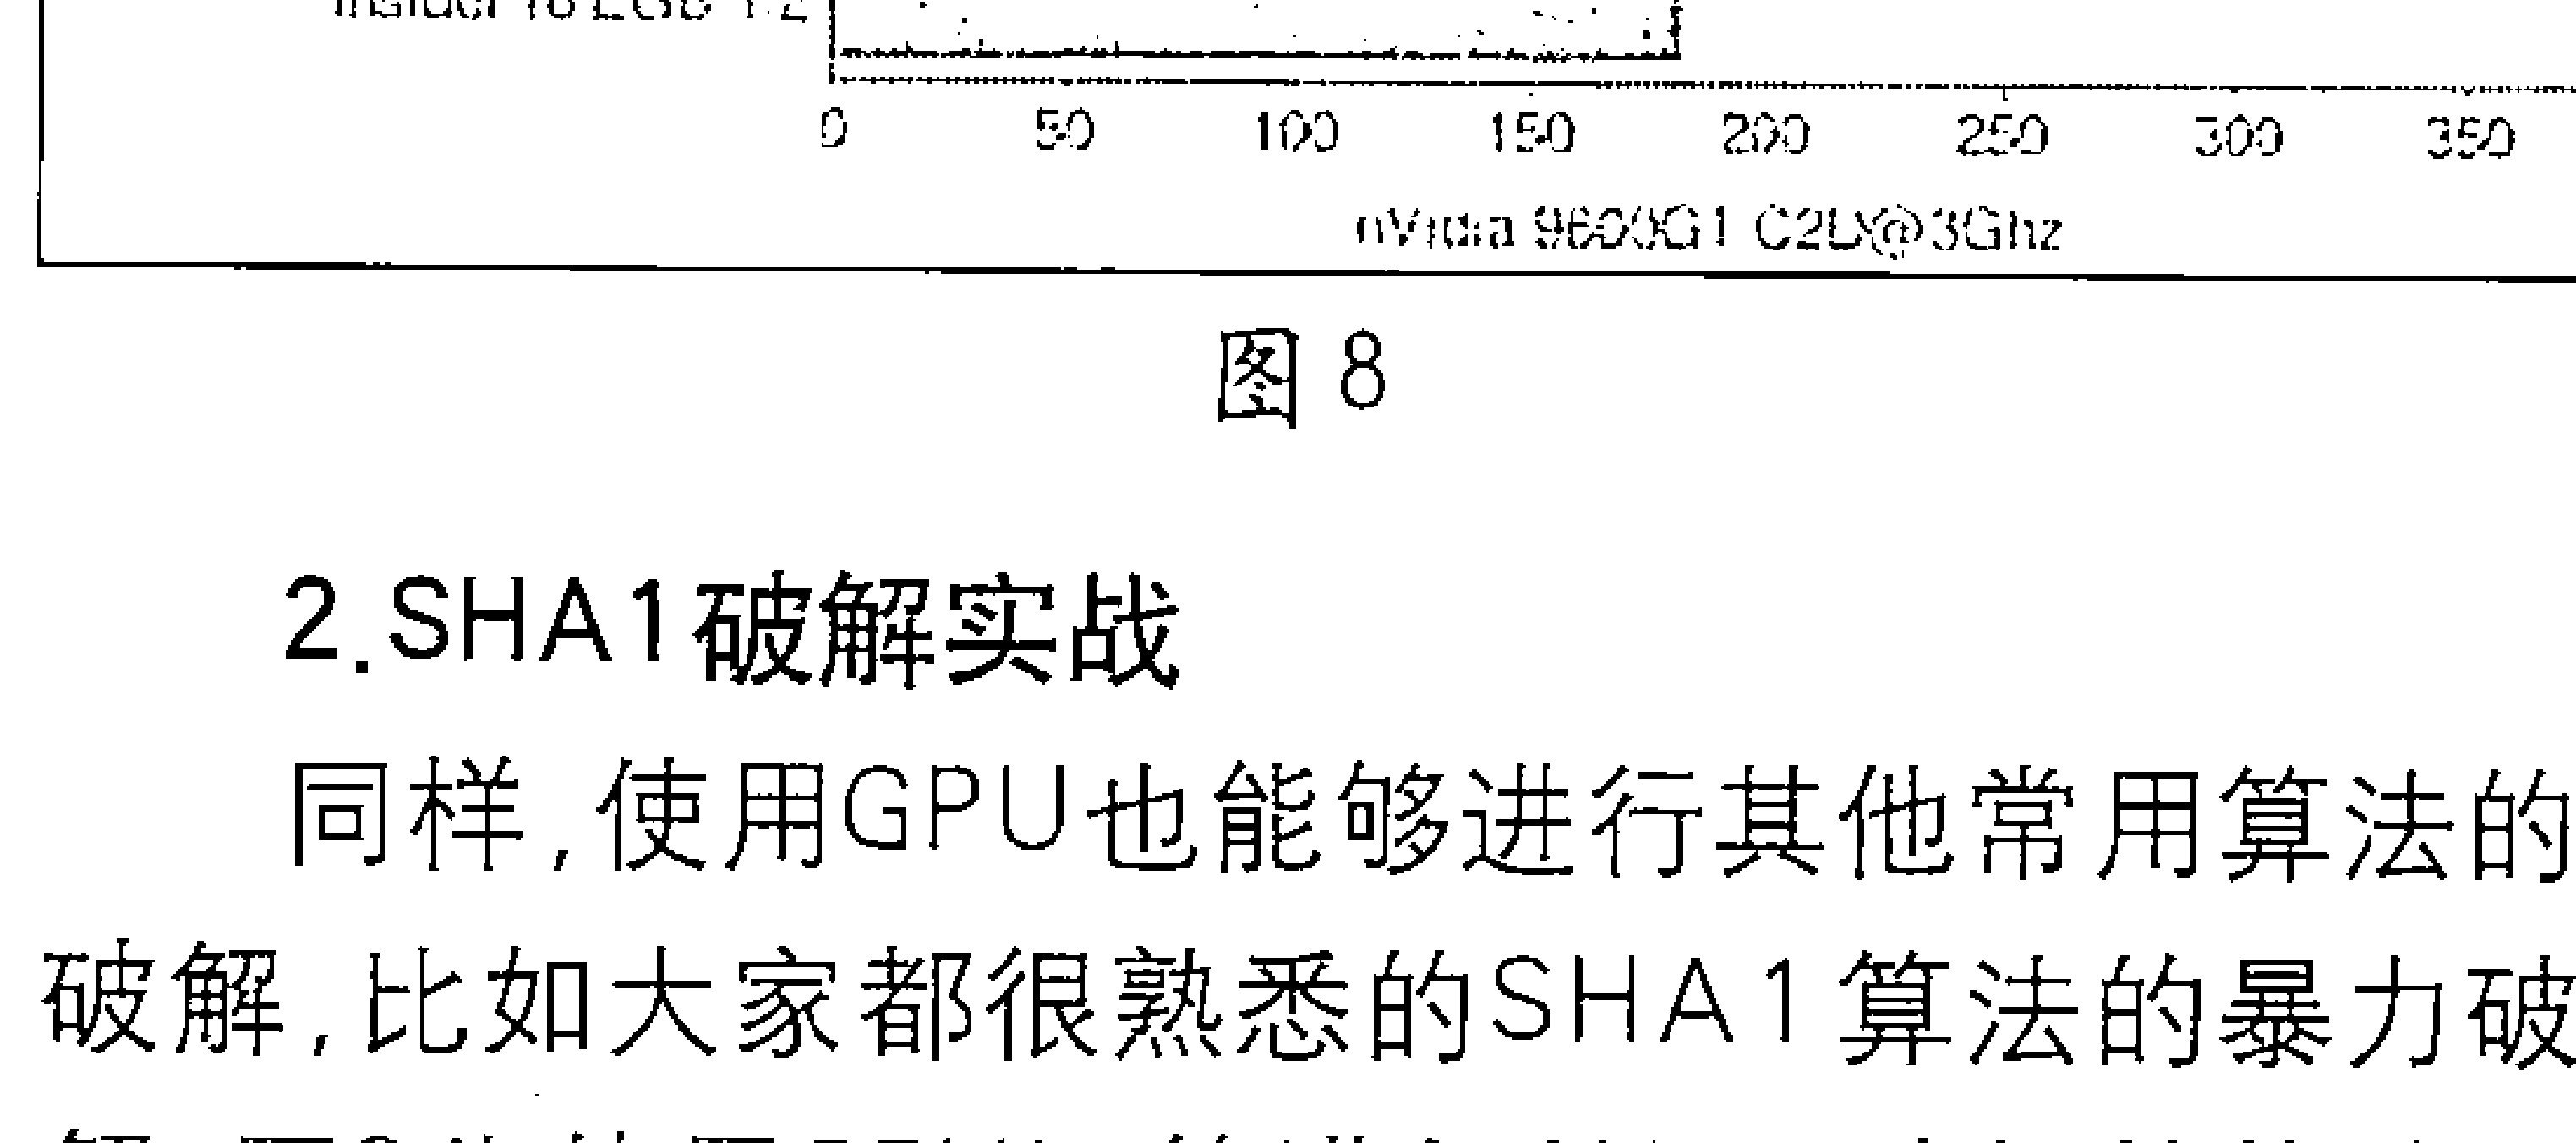 0 50 100 150 200 250 300 350
nVidia 9600GT C2D@3Ghz
图 8
2.SHA1破解实战
同样,使用GPU也能够进行其他常用算法的
破解,比如大家都很熟悉的SHA1算法的暴力破